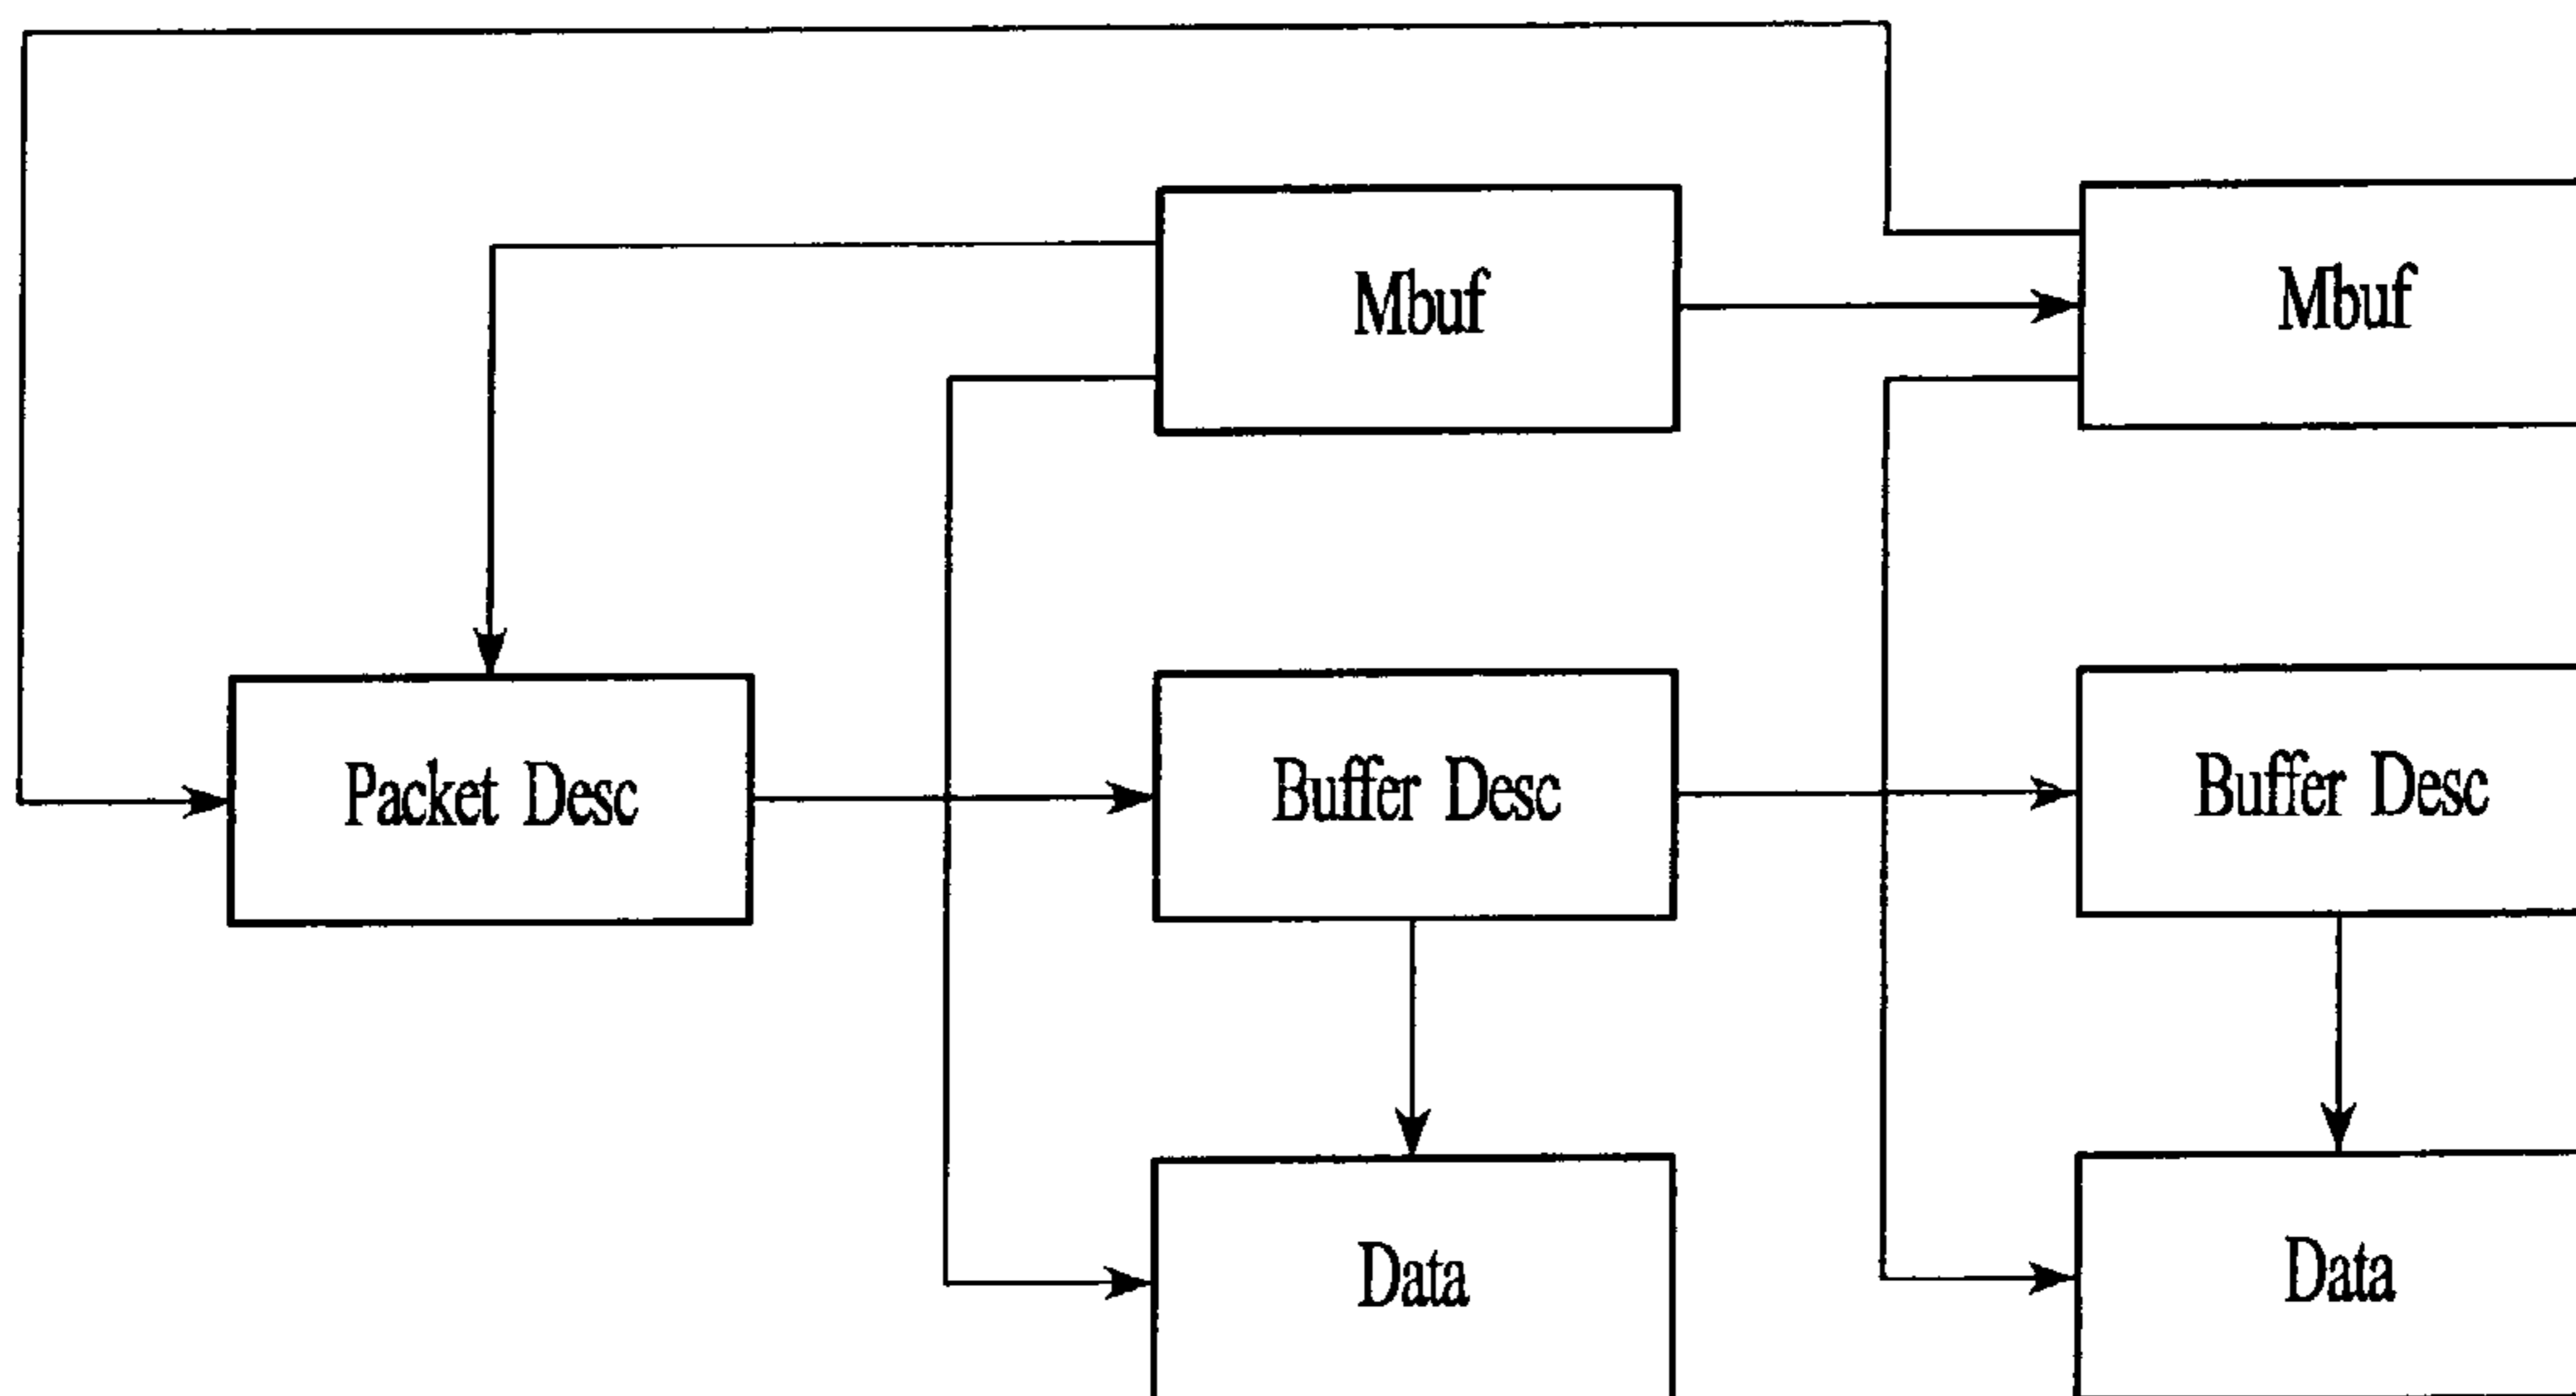 Mbuf
Mbuf
Packet Desc
Buffer Desc
Buffer Desc
Data
Data